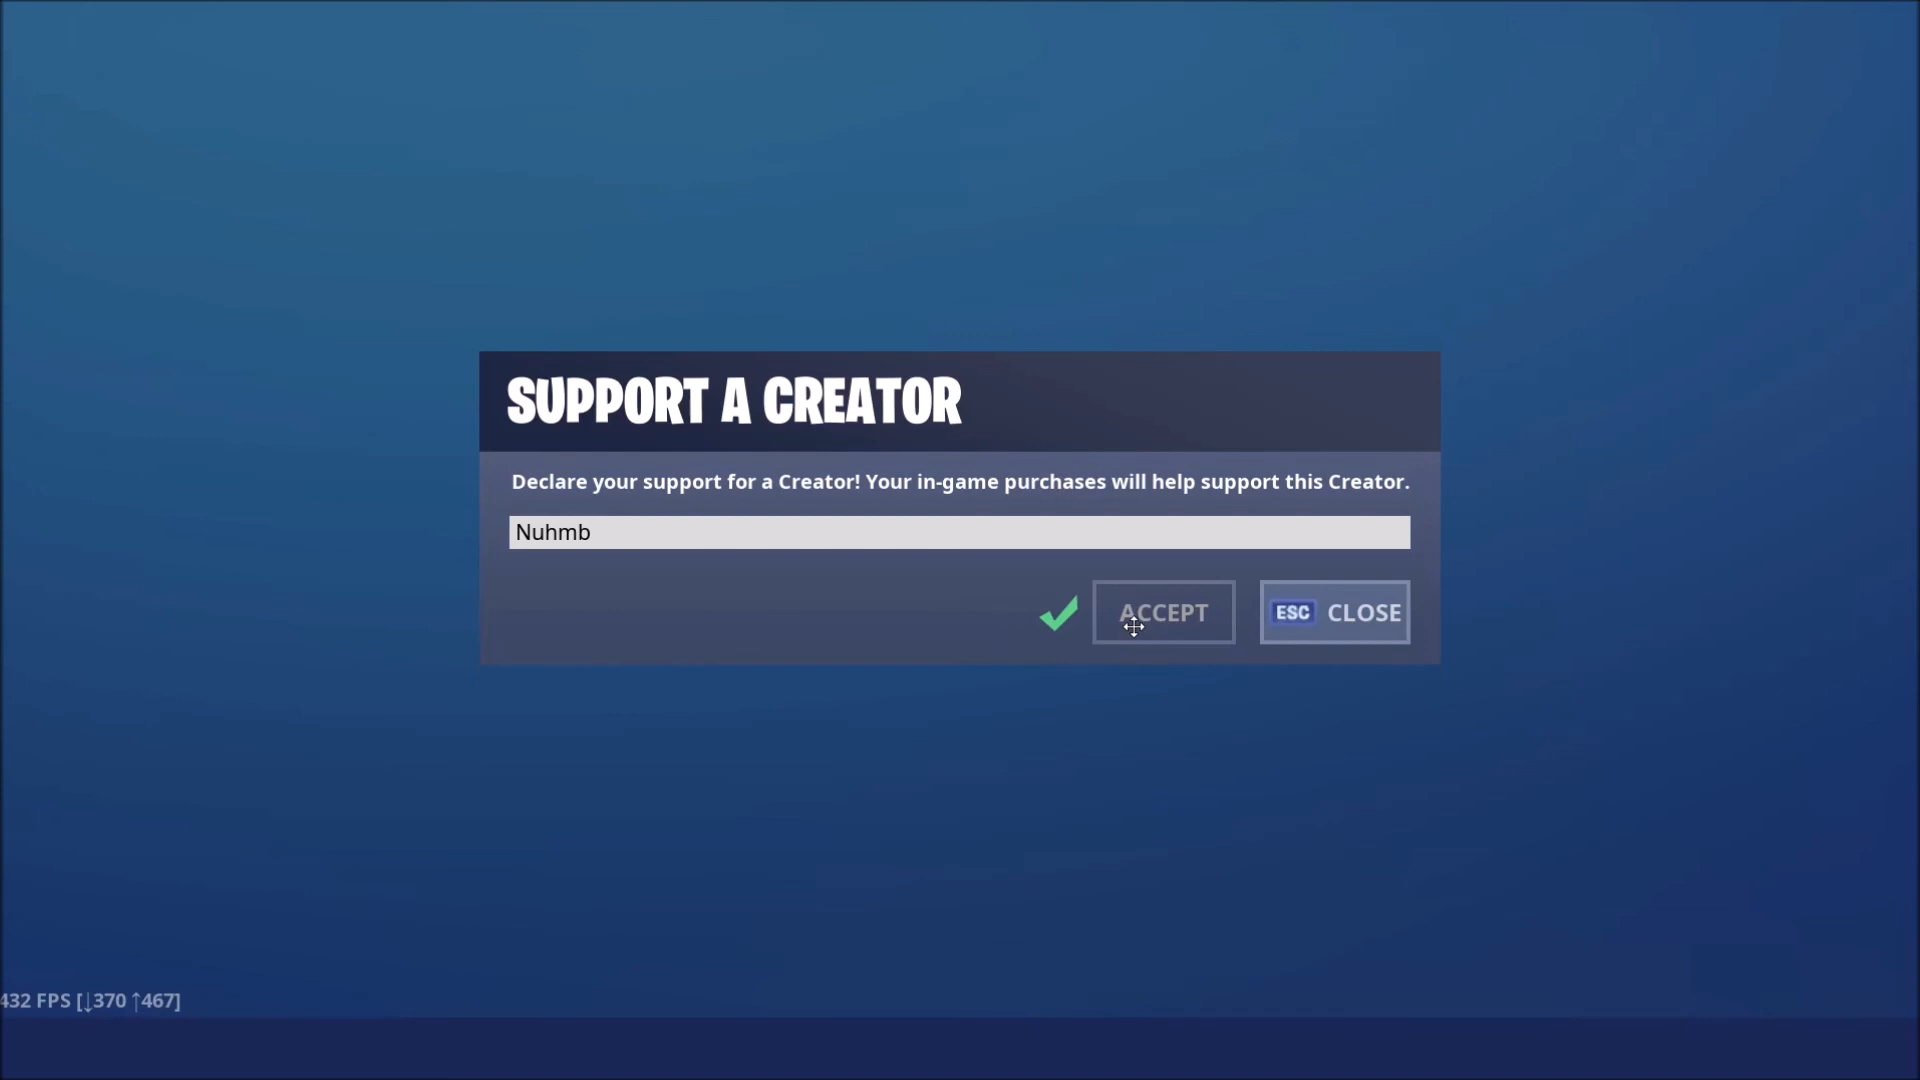 SUPPORT A CREATOR
Declare your support for a Creator! Your in-game purchases will help support this Creator.
Nuhmb
ACCEPT
ESC CLOSE
432 FPS [↓370 ↑467]